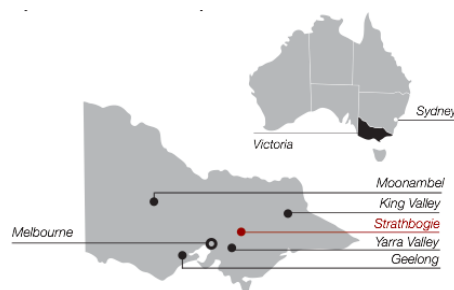 Sydney
Victoria
Moonambel
King Valley
Strathbogie
Melbourne
Yarra Valley
Geelong